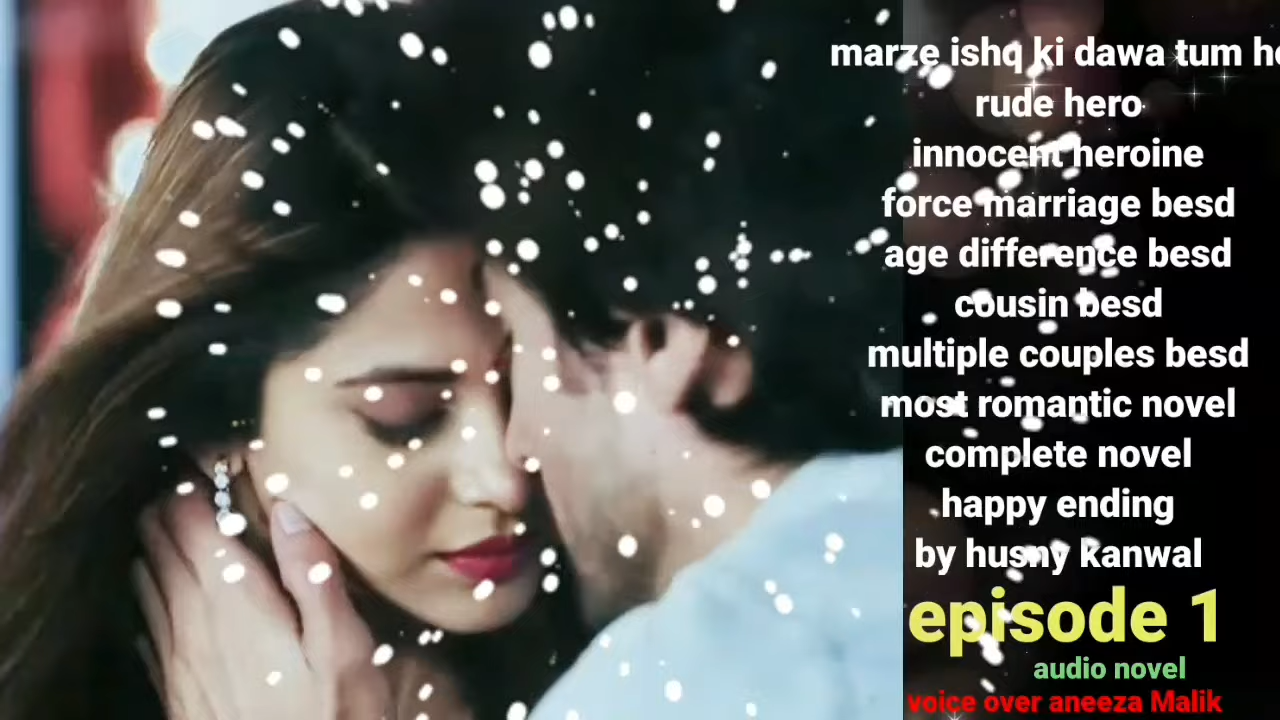 marze ishq ki dawa tum ho
rude hero
innocent heroine
force marriage besd
age difference besd
cousin besd
multiple couples besd
most romantic novel
complete novel
happy ending
by husny kanwal
episode 1
audio novel
voice over aneeza Malik